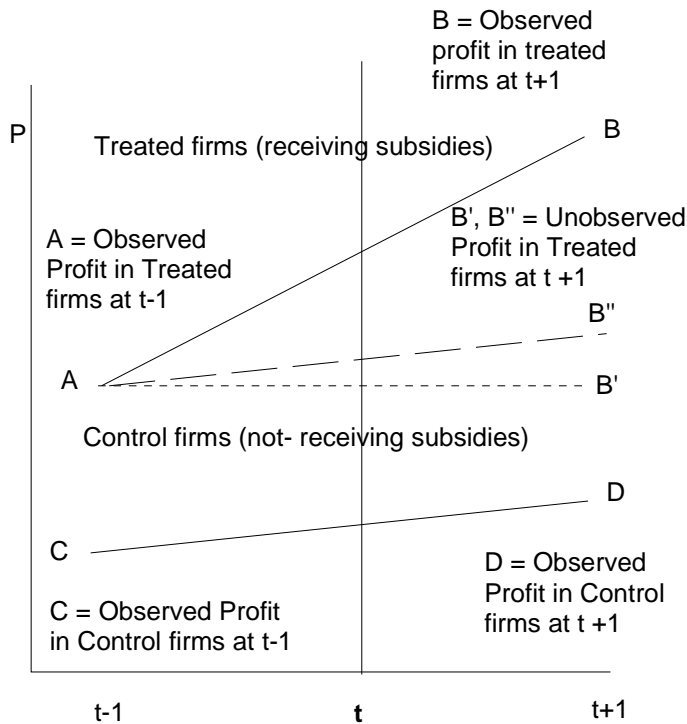 B = Observed
profit in treated
firms at t+1
P
Treated firms (receiving subsidies)
B
A = Observed
Profit in Treated
firms at t-1
B', B" = Unobserved
Profit in Treated
firms at t +1
B"
A
B'
Control firms (not- receiving subsidies)
D
C
D = Observed
Profit in Control
firms at t +1
C = Observed Profit
in Control firms at t-1
t-1
t
t+1